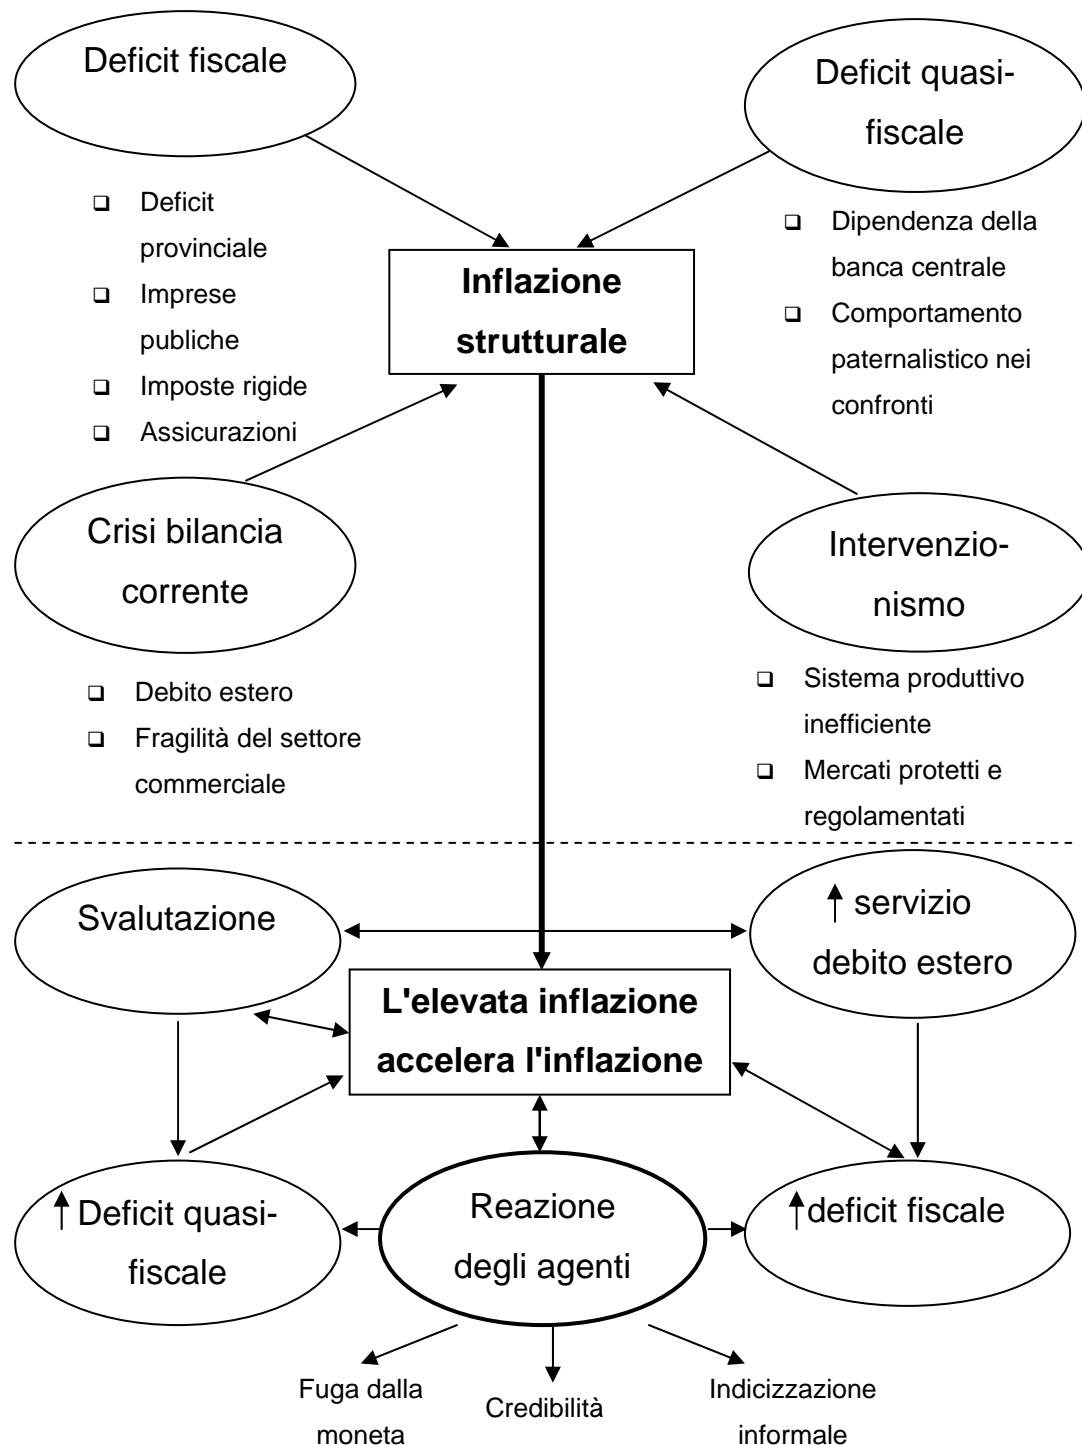 Deficit fiscale
Deficit quasi-
fiscale
❑ Deficit
provinciale
❑ Imprese
publiche
❑ Imposte rigide
❑ Assicurazioni
❑ Dipendenza della
banca centrale
❑ Comportamento
paternalistico nei
confronti
Inflazione
strutturale
Crisi bilancia
corrente
Intervenzio-
nismo
❑ Debito estero
❑ Fragilità del settore
commerciale
❑ Sistema produttivo
inefficiente
❑ Mercati protetti e
regolamentati
Svalutazione
↑ servizio
debito estero
L'elevata inflazione
accelera l'inflazione
↑ Deficit quasi-
fiscale
Reazione
degli agenti
↑ deficit fiscale
Fuga dalla
moneta
Credibilità
Indicizzazione
informale